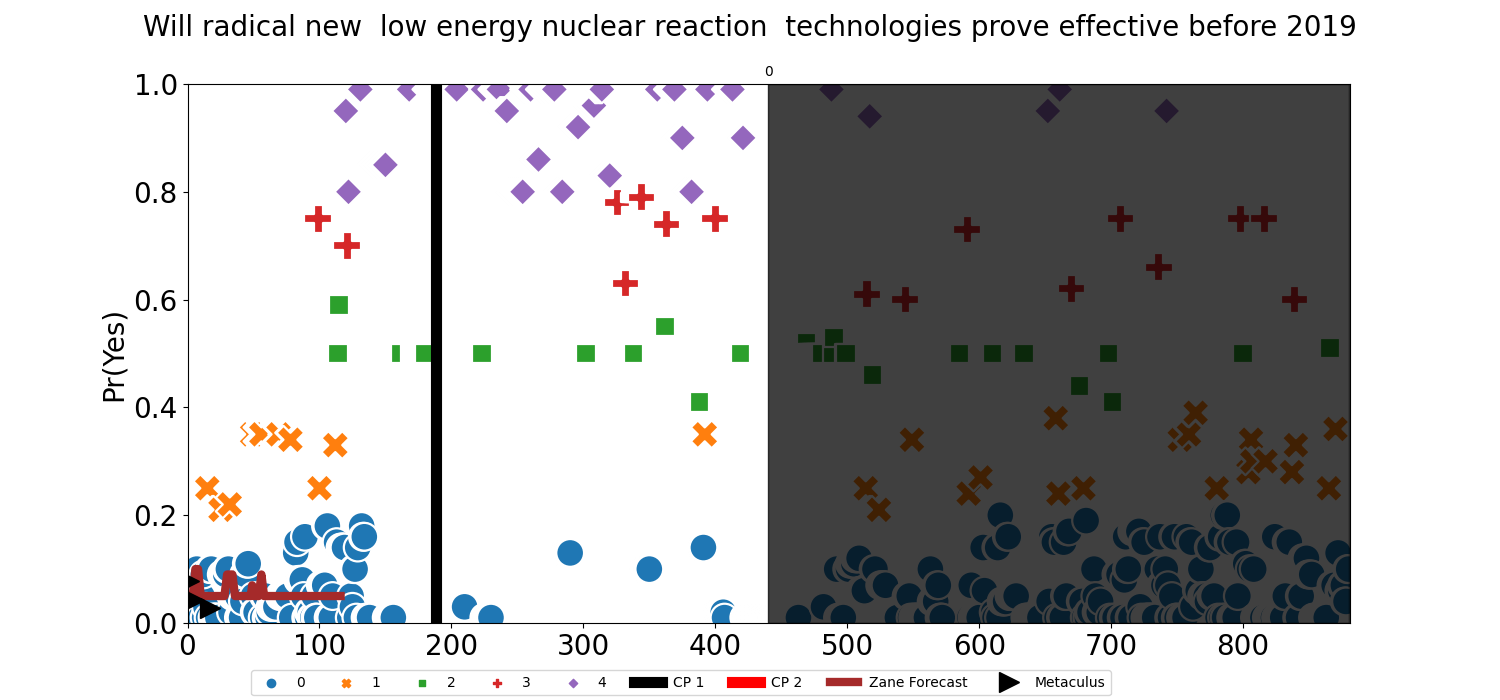 Will radical new  low energy nuclear reaction  technologies prove effective before 2019
0
1.0
0.8
0.6
0.4
0.2
0.0
Pr(Yes)
0 100 200 300 400 500 600 700 800
0 1 2 3 4 CP 1 CP 2 Zane Forecast Metaculus